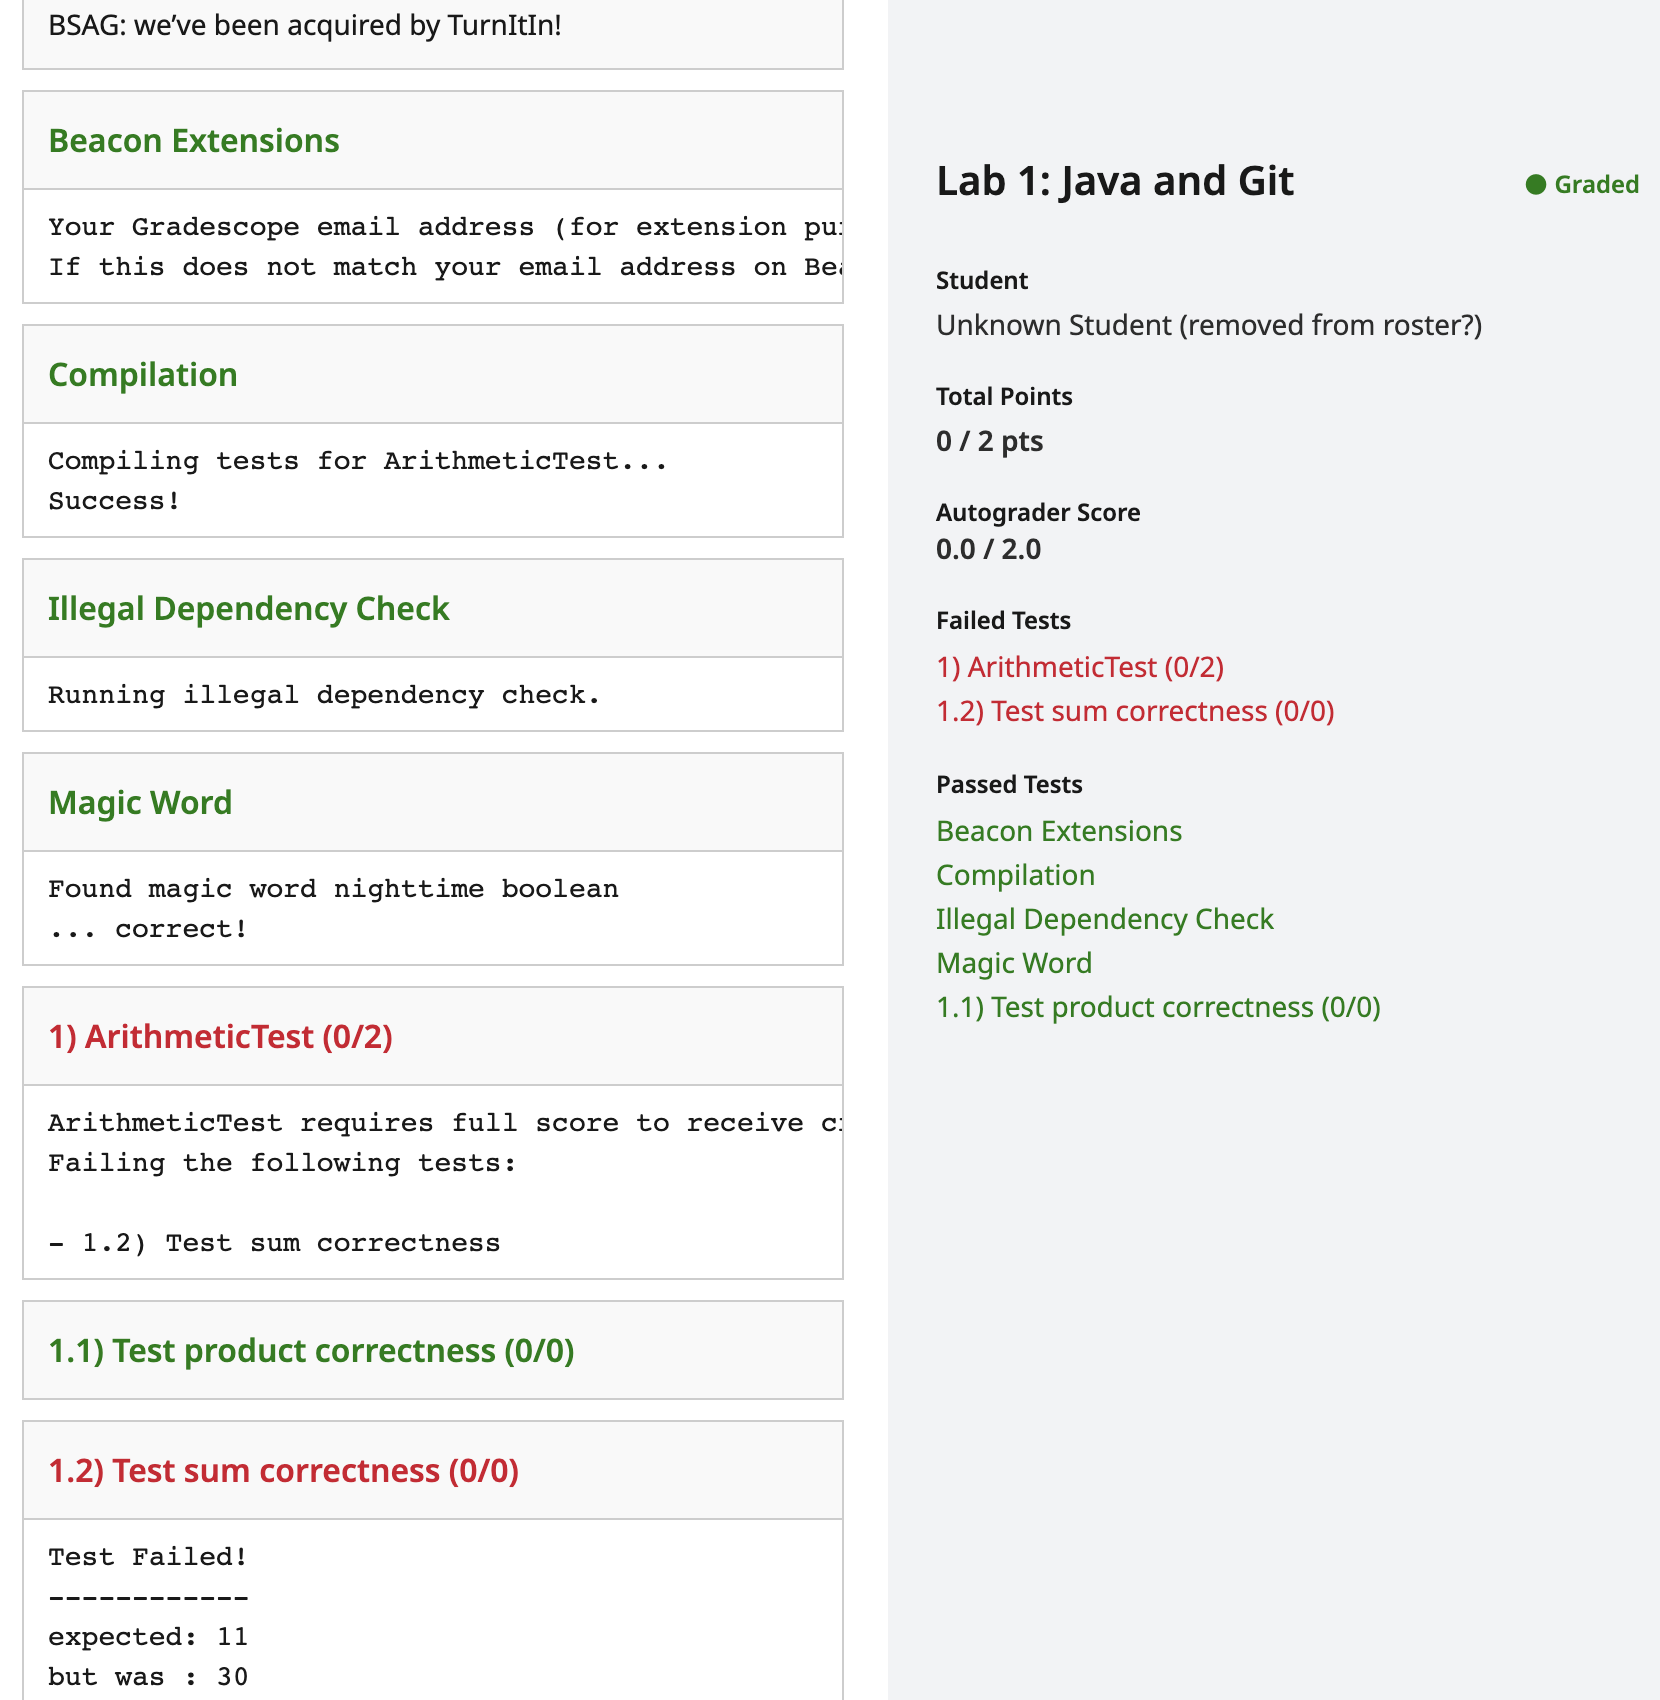 BSAG: we’ve been acquired by TurnItIn!
Beacon Extensions
Your Gradescope email address (for extension
If this does not match your email address on
Compilation
Compiling tests for ArithmeticTest...
Success!
Illegal Dependency Check
Running illegal dependency check.
Magic Word
Found magic word nighttime boolean
... correct!
1) ArithmeticTest (0/2)
ArithmeticTest requires full score to receive
Failing the following tests:
- 1.2) Test sum correctness
1.1) Test product correctness (0/0)
1.2) Test sum correctness (0/0)
Test Failed!
------------
expected: 11
but was : 30
Lab 1: Java and Git
Graded
Student
Unknown Student (removed from roster?)
Total Points
0 / 2 pts
Autograder Score
0.0 / 2.0
Failed Tests
1) ArithmeticTest (0/2)
1.2) Test sum correctness (0/0)
Passed Tests
Beacon Extensions
Compilation
Illegal Dependency Check
Magic Word
1.1) Test product correctness (0/0)